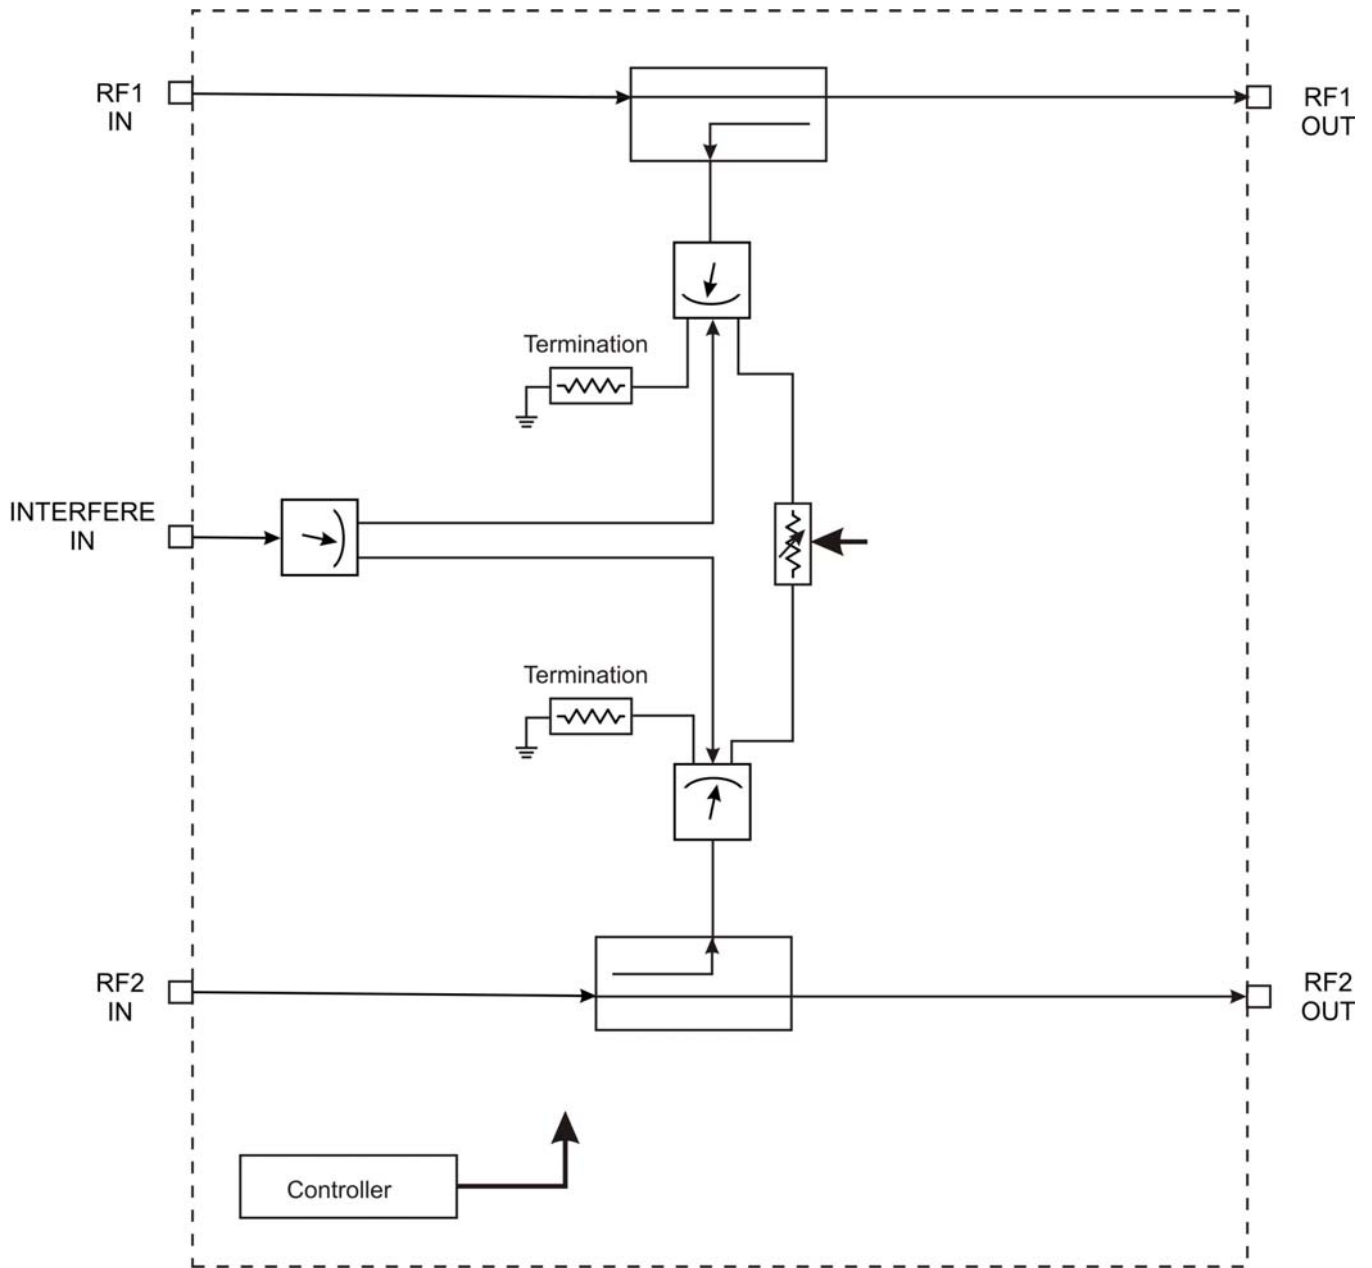 RF1
IN
RF1
OUT
Termination
INTERFERE
IN
Termination
RF2
IN
RF2
OUT
Controller